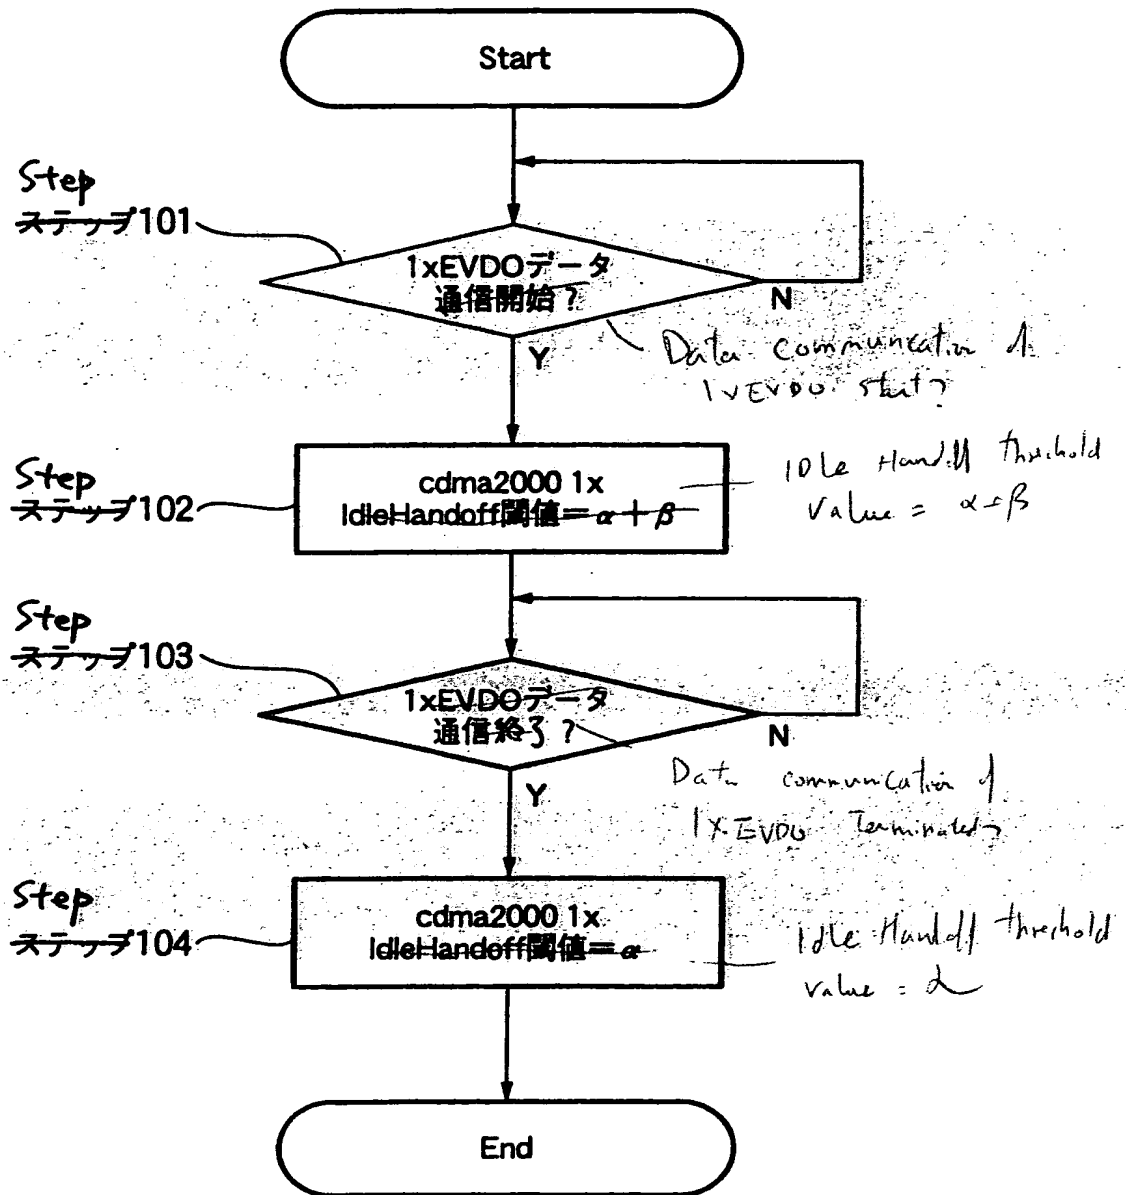 Start
Step
ステップ101
1xEVDOデータ
通信開始?
N
Y
Data communication of
1xEVDO start?
Step
ステップ102
cdma2000 1x
IdleHandoff閾値=α+β
Idle Handoff threshold
value = α+β
Step
ステップ103
1xEVDOデータ
通信終了?
N
Y
Data communication of
1xEVDO Terminated?
Step
ステップ104
cdma2000 1x
IdleHandoff閾値=α
Idle Handoff threshold
value = α
End